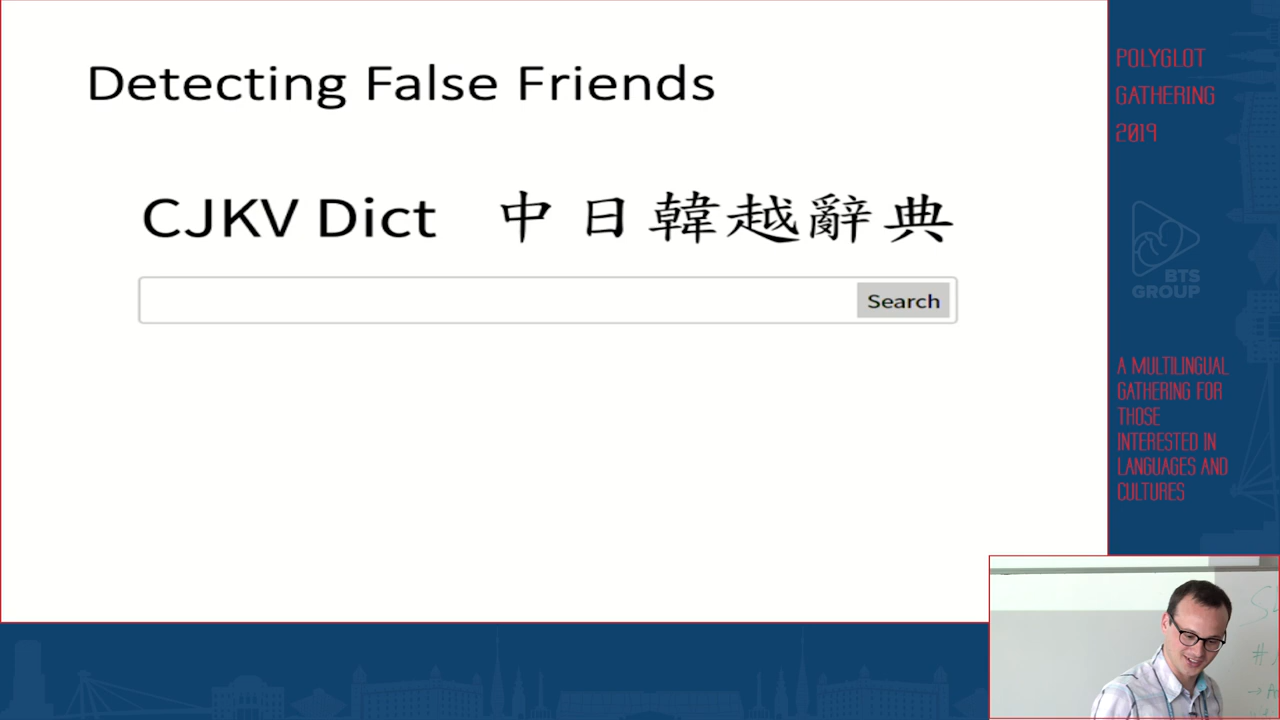 Detecting False Friends
CJKV Dict 中日韓越辭典
Search
POLYGLOT
GATHERING
2019
BTS
GROUP
A MULTILINGUAL
GATHERING FOR
THOSE
INTERESTED IN
LANGUAGES AND
CULTURES